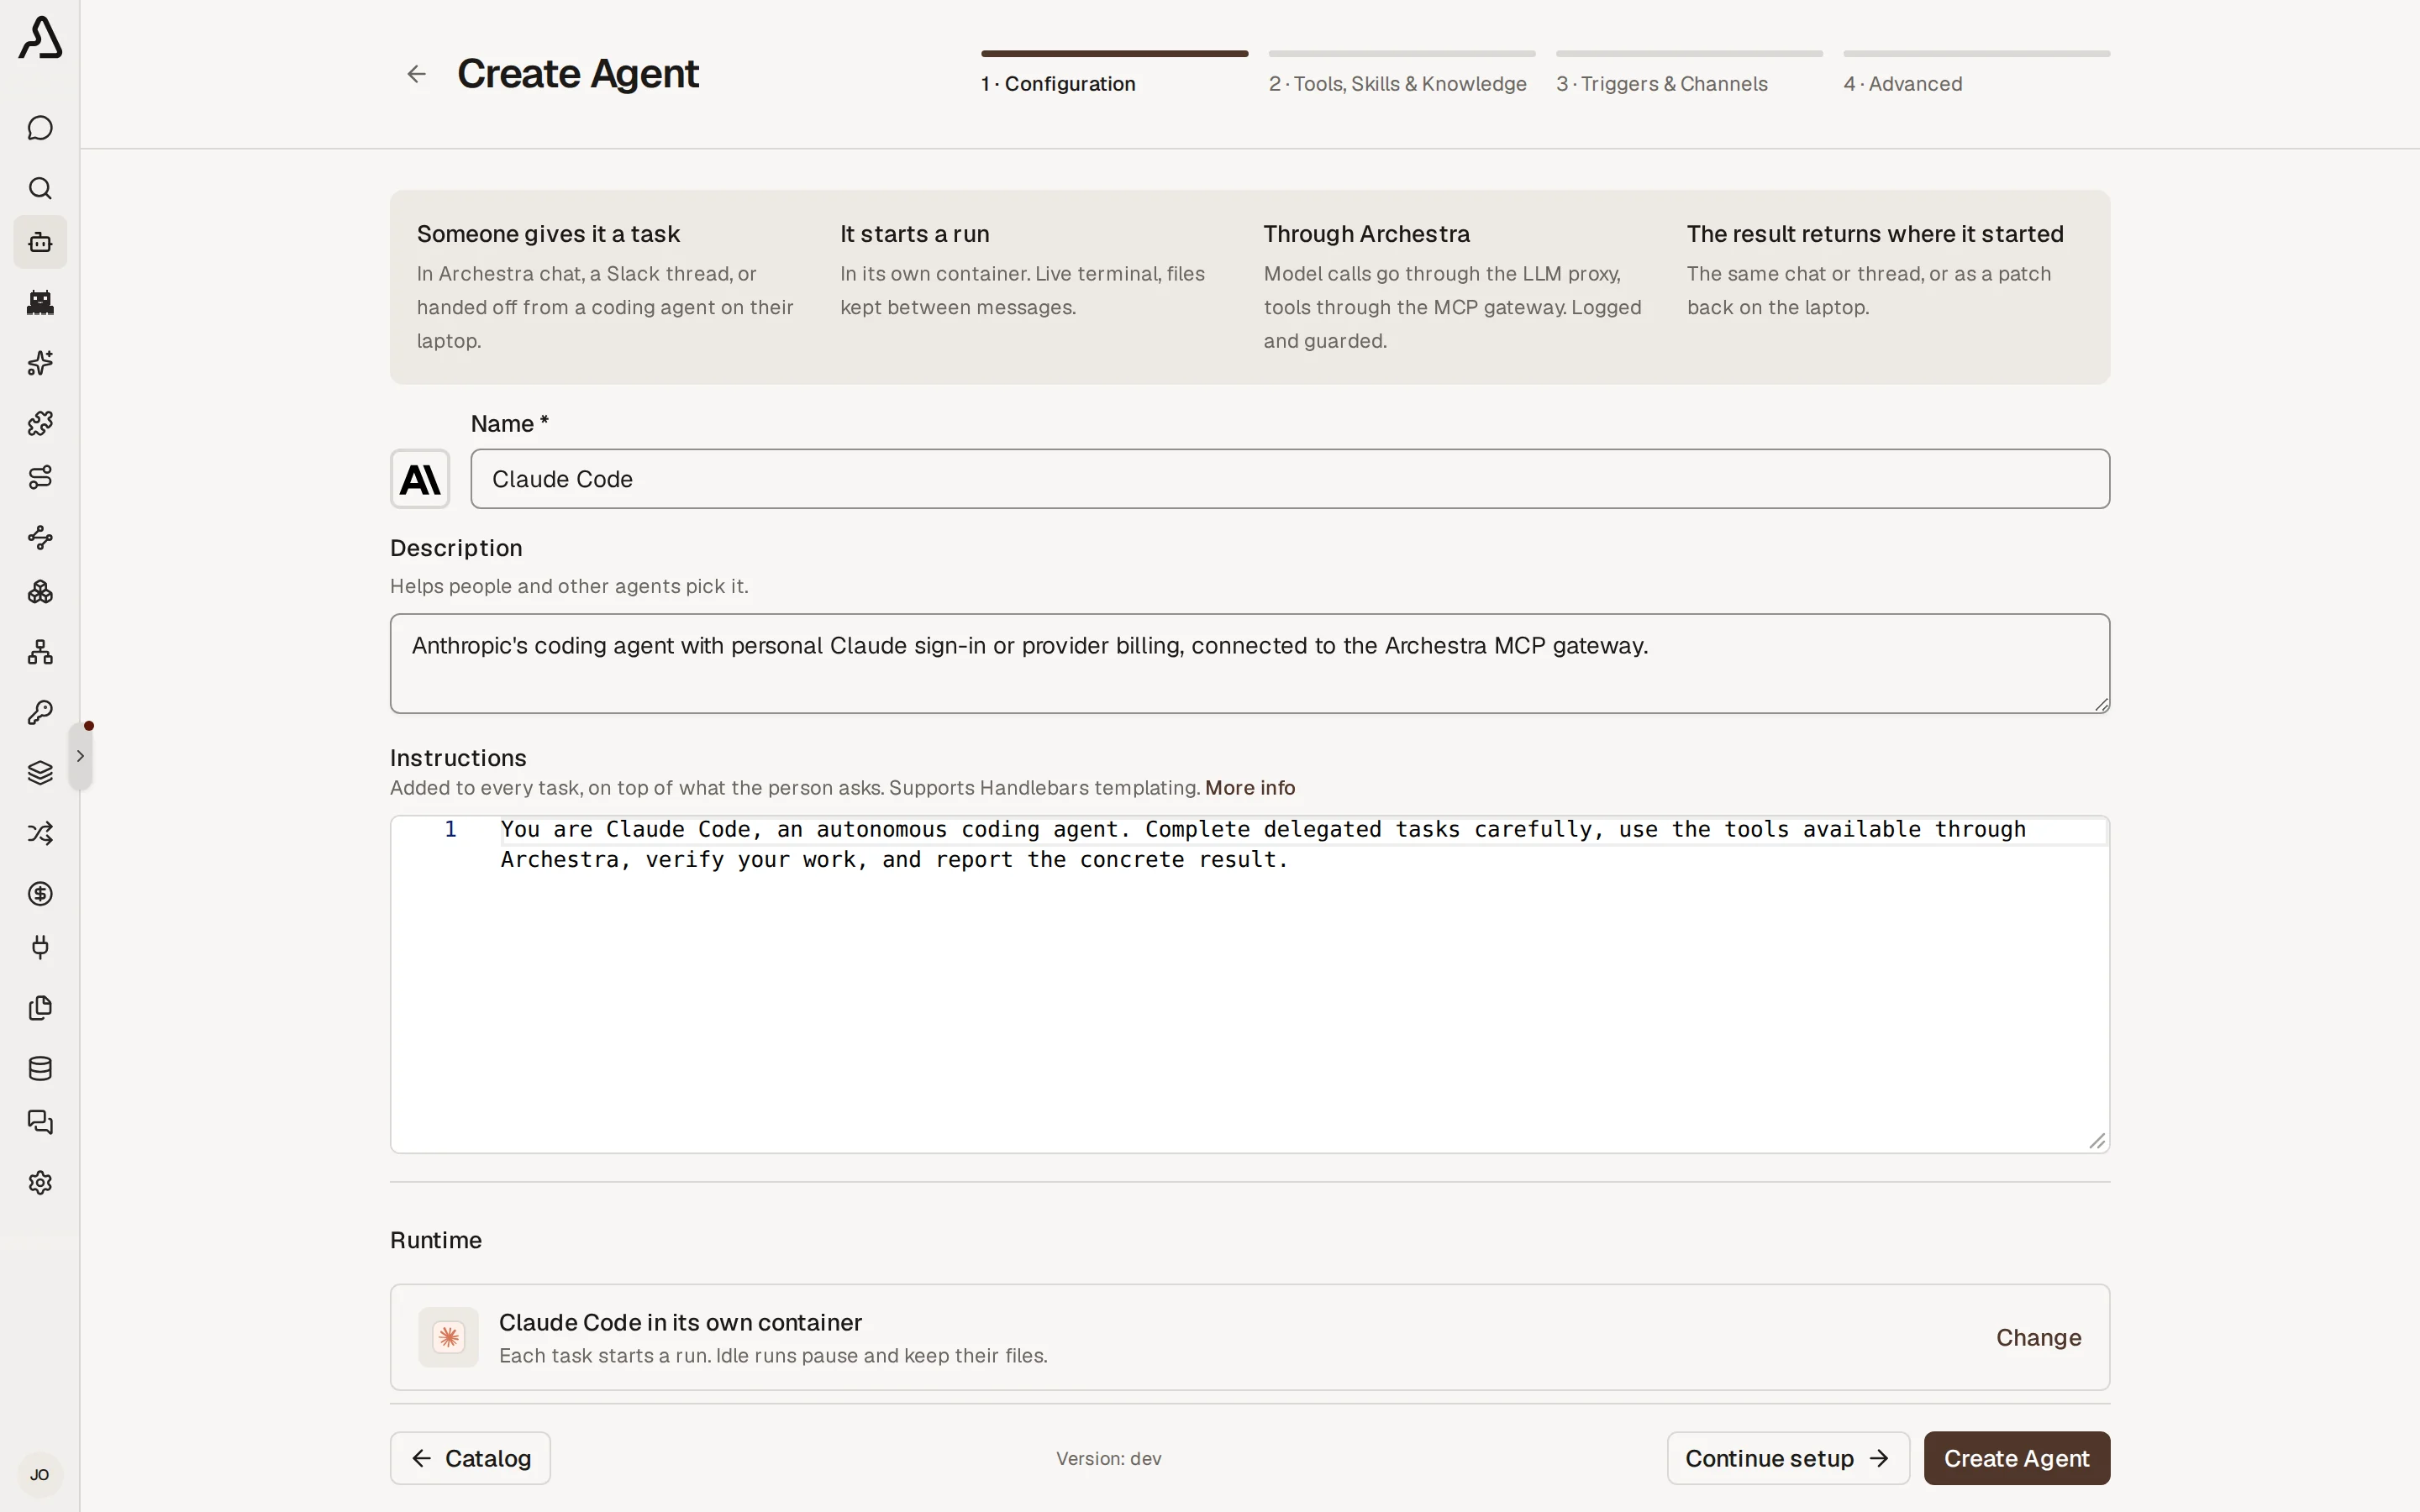 Create Agent
1 · Configuration
2 · Tools, Skills & Knowledge
3 · Triggers & Channels
4 · Advanced
Someone gives it a task
In Archestra chat, a Slack thread, or
handed off from a coding agent on their
laptop.
It starts a run
In its own container. Live terminal, files
kept between messages.
Through Archestra
Model calls go through the LLM proxy,
tools through the MCP gateway. Logged
and guarded.
The result returns where it started
The same chat or thread, or as a patch
back on the laptop.
Name *
Claude Code
Description
Helps people and other agents pick it.
Anthropic's coding agent with personal Claude sign-in or provider billing, connected to the Archestra MCP gateway.
Instructions
Added to every task, on top of what the person asks. Supports Handlebars templating. More info
1 You are Claude Code, an autonomous coding agent. Complete delegated tasks carefully, use the tools available through
Archestra, verify your work, and report the concrete result.
Runtime
Claude Code in its own container
Each task starts a run. Idle runs pause and keep their files.
Change
Catalog
Version: dev
Continue setup
Create Agent
JO